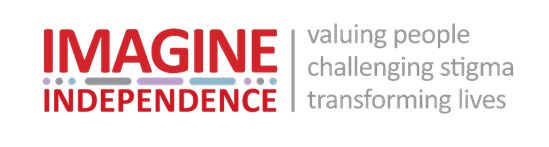 IMAGINE
INDEPENDENCE
valuing people
challenging stigma
transforming lives